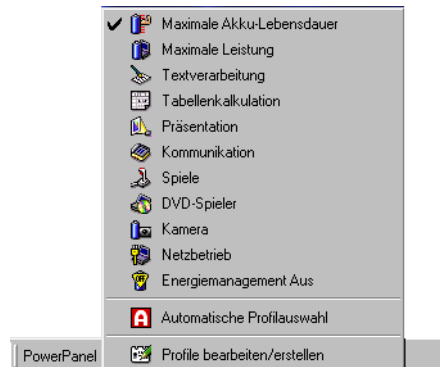 Maximale Akku-Lebensdauer
Maximale Leistung
Textverarbeitung
Tabellenkalkulation
Präsentation
Kommunikation
Spiele
DVD-Spieler
Kamera
Netzbetrieb
Energiemanagement Aus
A Automatische Profilauswahl
PowerPanel Profile bearbeiten/erstellen